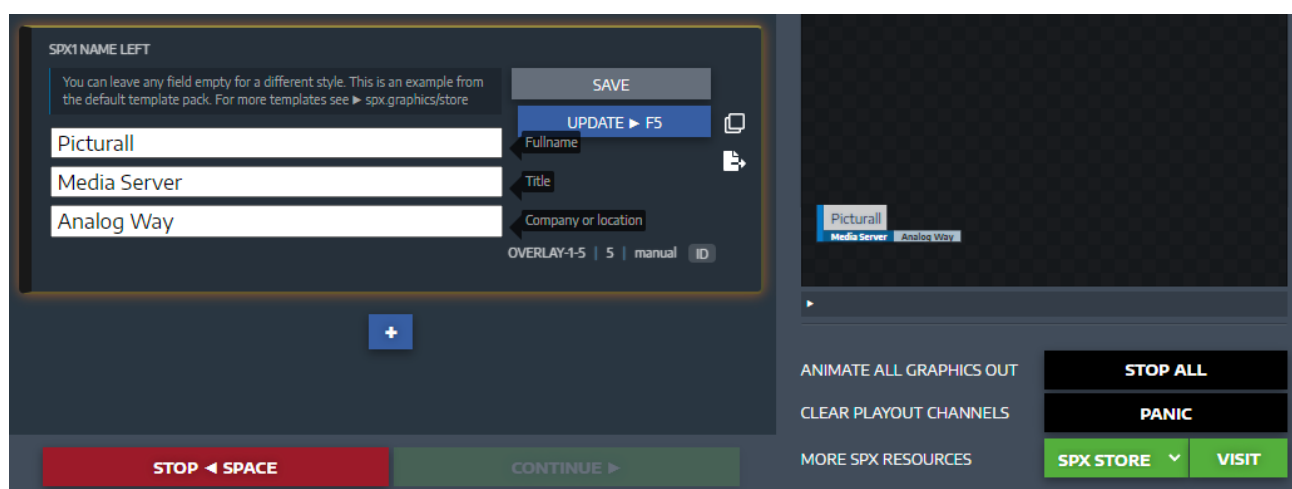 SPX1 NAME LEFT
You can leave any field empty for a different style. This is an example from
the default template pack. For more templates see ► spx.graphics/store
SAVE
UPDATE ► F5
Picturall
Fullname
Media Server
Title
Analog Way
Company or location
OVERLAY-1-5 | 5 | manual ID
+
STOP ◄ SPACE
CONTINUE ►
Picturall
Media Server Analog Way
►
ANIMATE ALL GRAPHICS OUT
STOP ALL
CLEAR PLAYOUT CHANNELS
PANIC
MORE SPX RESOURCES
SPX STORE
VISIT